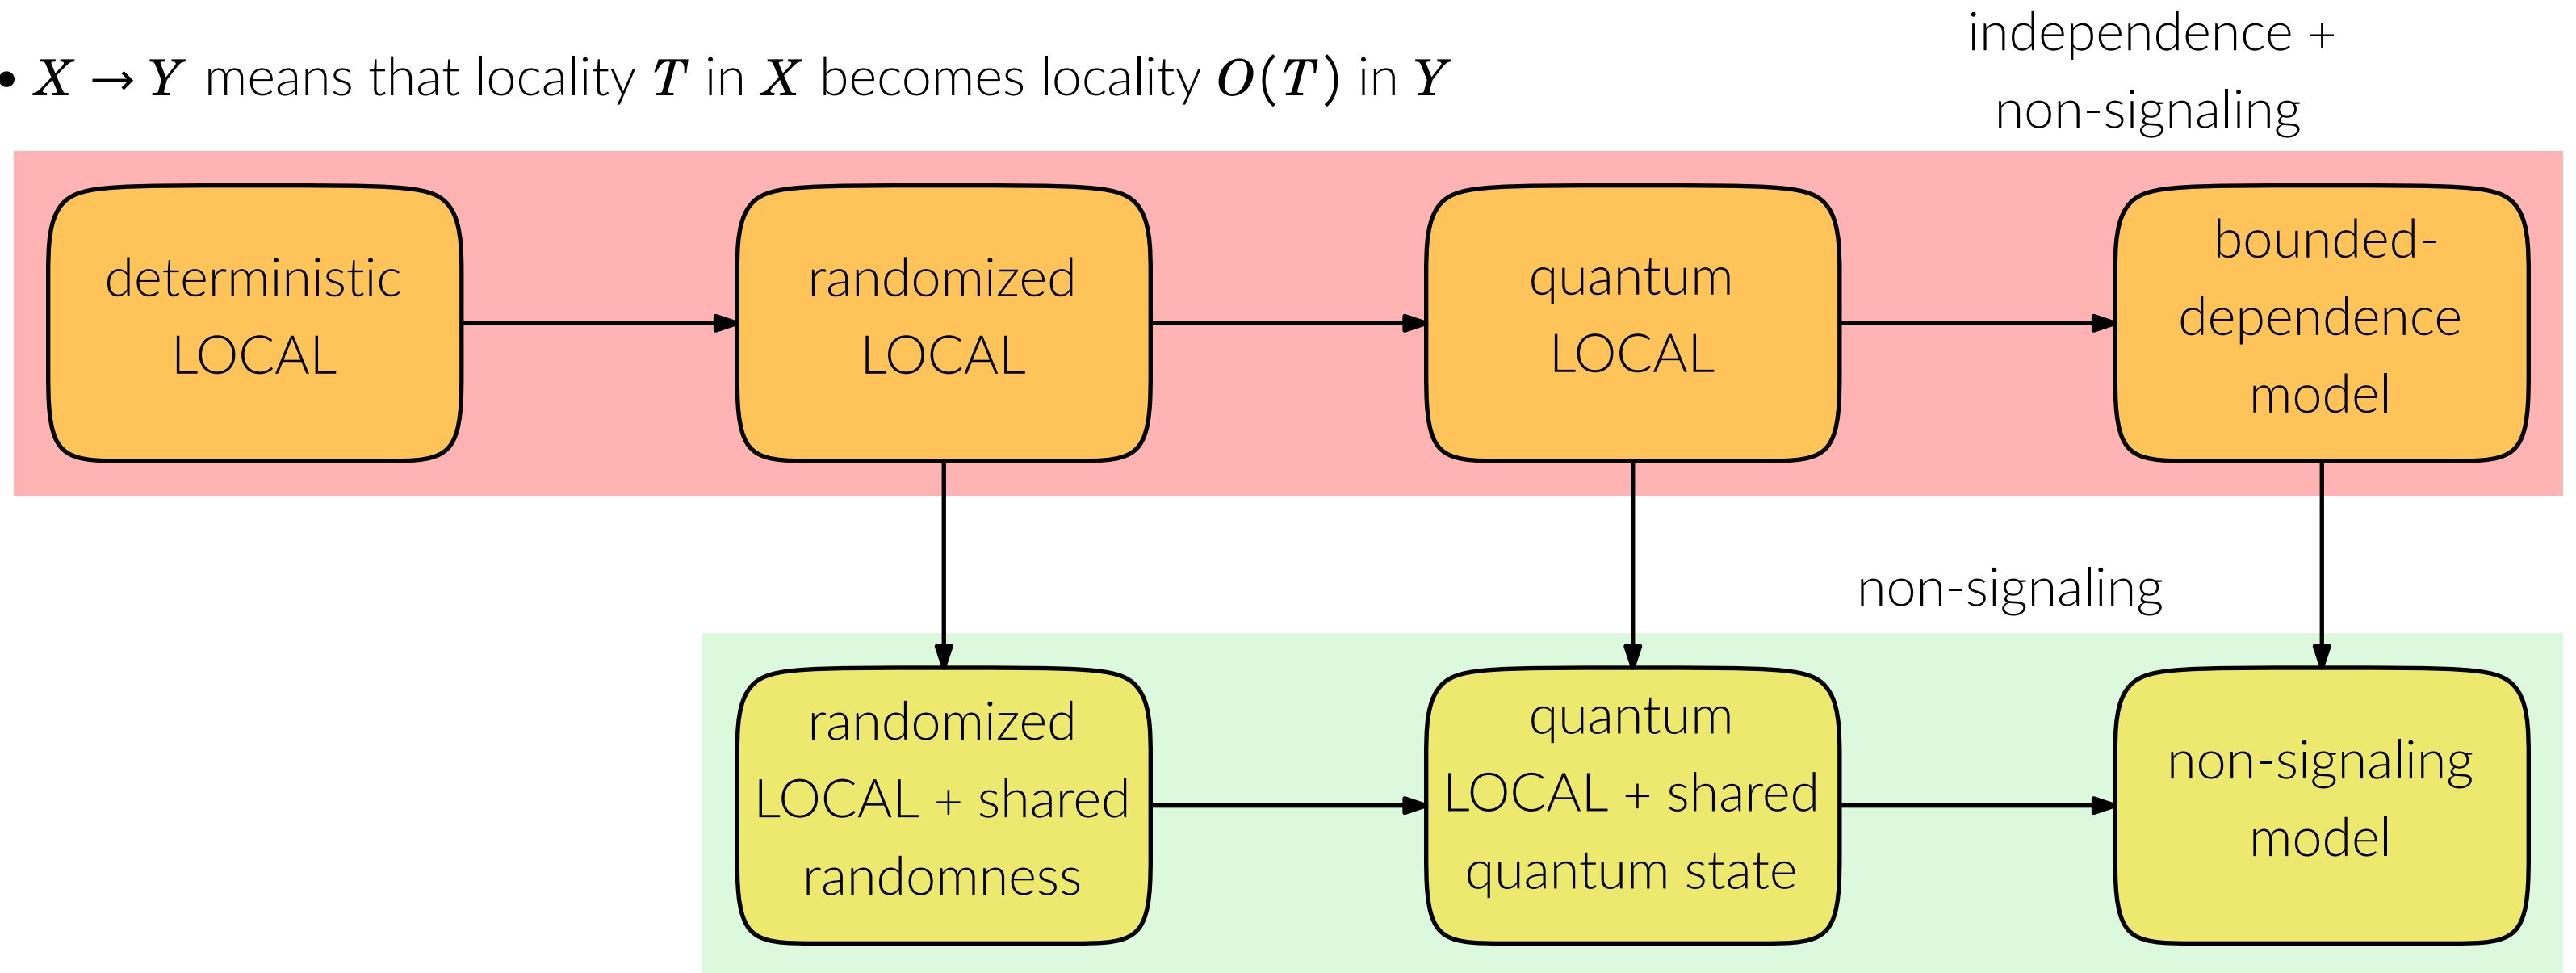 independence +
non-signaling
• X → Y means that locality T in X becomes locality O(T) in Y
deterministic
LOCAL
randomized
LOCAL
quantum
LOCAL
bounded-
dependence
model
non-signaling
randomized
LOCAL + shared
randomness
quantum
LOCAL + shared
quantum state
non-signaling
model